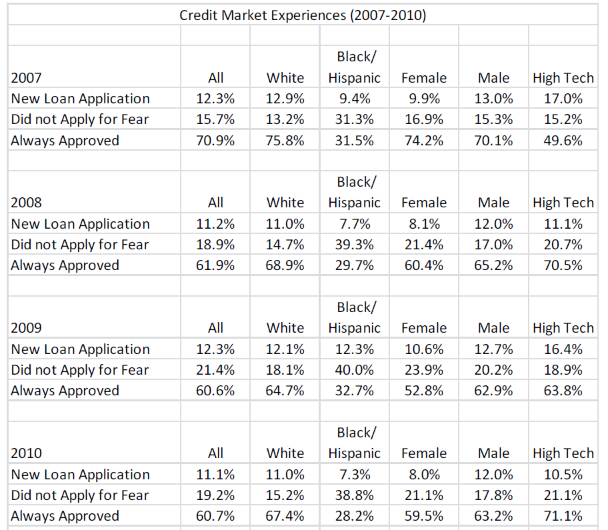 Credit Market Experiences (2007-2010)
Black/
2007 All White Hispanic Female Male High Tech
New Loan Application 12.3% 12.9% 9.4% 9.9% 13.0% 17.0%
Did not Apply for Fear 15.7% 13.2% 31.3% 16.9% 15.3% 15.2%
Always Approved 70.9% 75.8% 31.5% 74.2% 70.1% 49.6%
Black/
2008 All White Hispanic Female Male High Tech
New Loan Application 11.2% 11.0% 7.7% 8.1% 12.0% 11.1%
Did not Apply for Fear 18.9% 14.7% 39.3% 21.4% 17.0% 20.7%
Always Approved 61.9% 68.9% 29.7% 60.4% 65.2% 70.5%
Black/
2009 All White Hispanic Female Male High Tech
New Loan Application 12.3% 12.1% 12.3% 10.6% 12.7% 16.4%
Did not Apply for Fear 21.4% 18.1% 40.0% 23.9% 20.2% 18.9%
Always Approved 60.6% 64.7% 32.7% 52.8% 62.9% 63.8%
Black/
2010 All White Hispanic Female Male High Tech
New Loan Application 11.1% 11.0% 7.3% 8.0% 12.0% 10.5%
Did not Apply for Fear 19.2% 15.2% 38.8% 21.1% 17.8% 21.1%
Always Approved 60.7% 67.4% 28.2% 59.5% 63.2% 71.1%